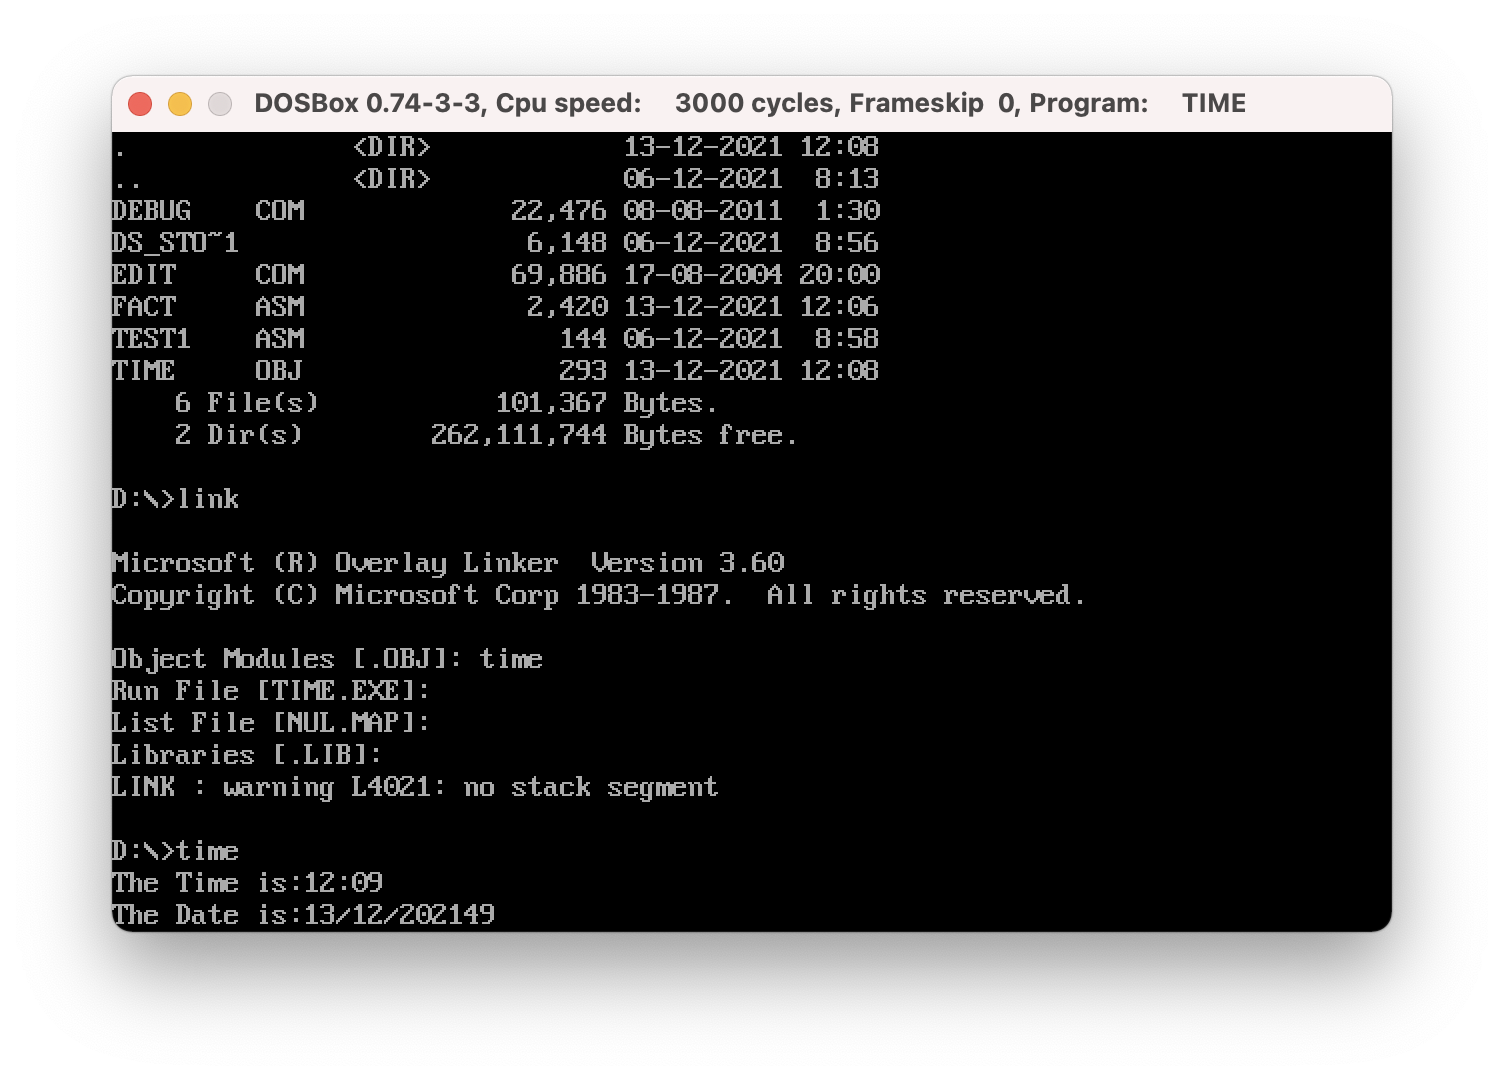 DOSBox 0.74-3-3, Cpu speed: 3000 cycles, Frameskip 0, Program: TIME
. <DIR> 13-12-2021 12:08
.. <DIR> 06-12-2021 8:13
DEBUG COM 22,476 08-08-2011 1:30
DS_STO~1 6,148 06-12-2021 8:56
EDIT COM 69,886 17-08-2004 20:00
FACT ASM 2,420 13-12-2021 12:06
TEST1 ASM 144 06-12-2021 8:58
TIME OBJ 293 13-12-2021 12:08
6 File(s) 101,367 Bytes.
2 Dir(s) 262,111,744 Bytes free.
D:\>link
Microsoft (R) Overlay Linker Version 3.60
Copyright (C) Microsoft Corp 1983-1987. All rights reserved.
Object Modules [.OBJ]: time
Run File [TIME.EXE]:
List File [NUL.MAP]:
Libraries [.LIB]:
LINK : warning L4021: no stack segment
D:\>time
The Time is:12:09
The Date is:13/12/202149